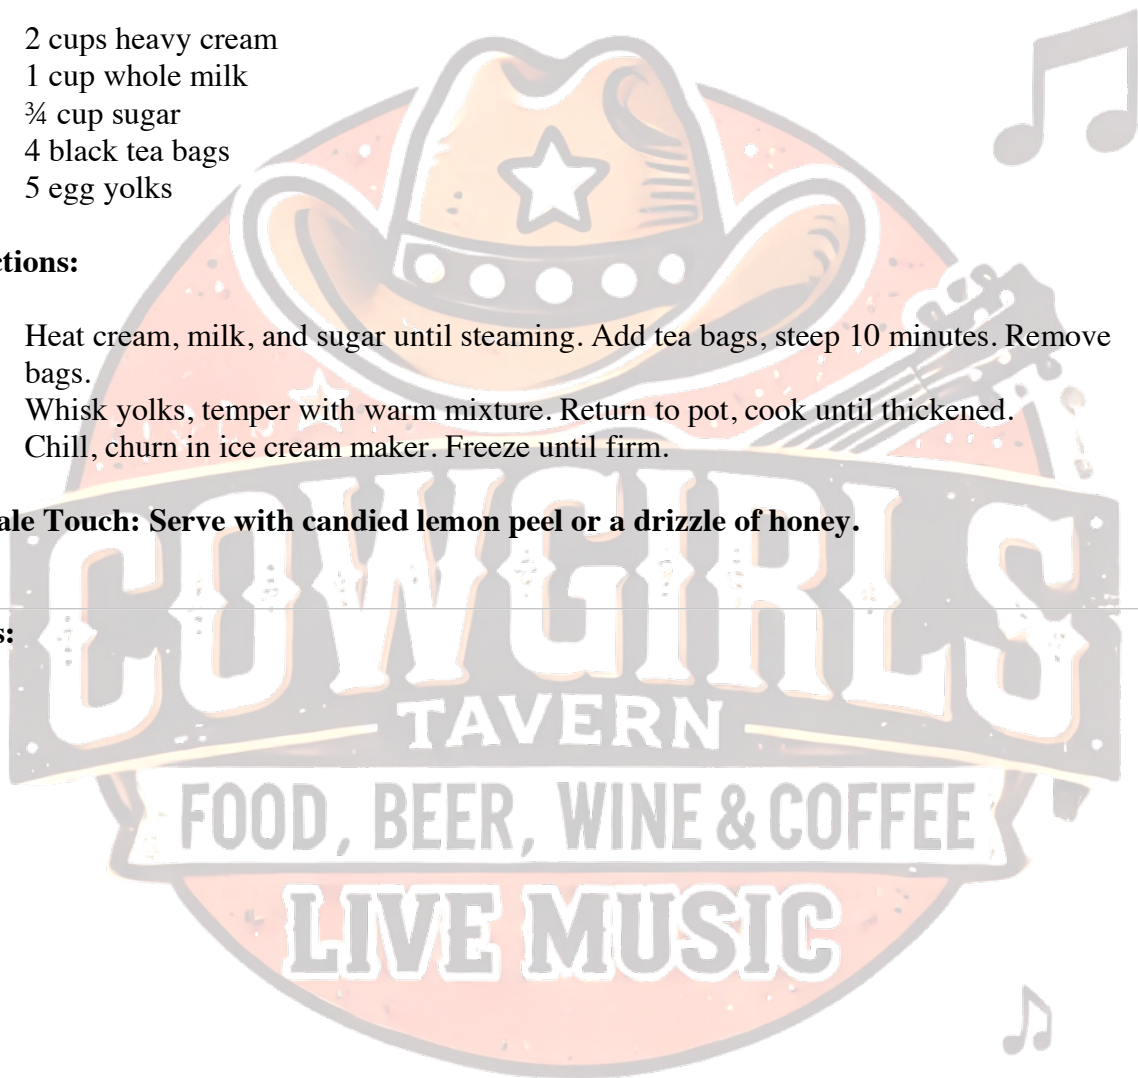 2 cups heavy cream
1 cup whole milk
¾ cup sugar
4 black tea bags
5 egg yolks
ctions:
Heat cream, milk, and sugar until steaming. Add tea bags, steep 10 minutes. Remove
bags.
Whisk yolks, temper with warm mixture. Return to pot, cook until thickened.
Chill, churn in ice cream maker. Freeze until firm.
ale Touch: Serve with candied lemon peel or a drizzle of honey.
s:
COWGIRLS
TAVERN
FOOD, BEER, WINE & COFFEE
LIVE MUSIC